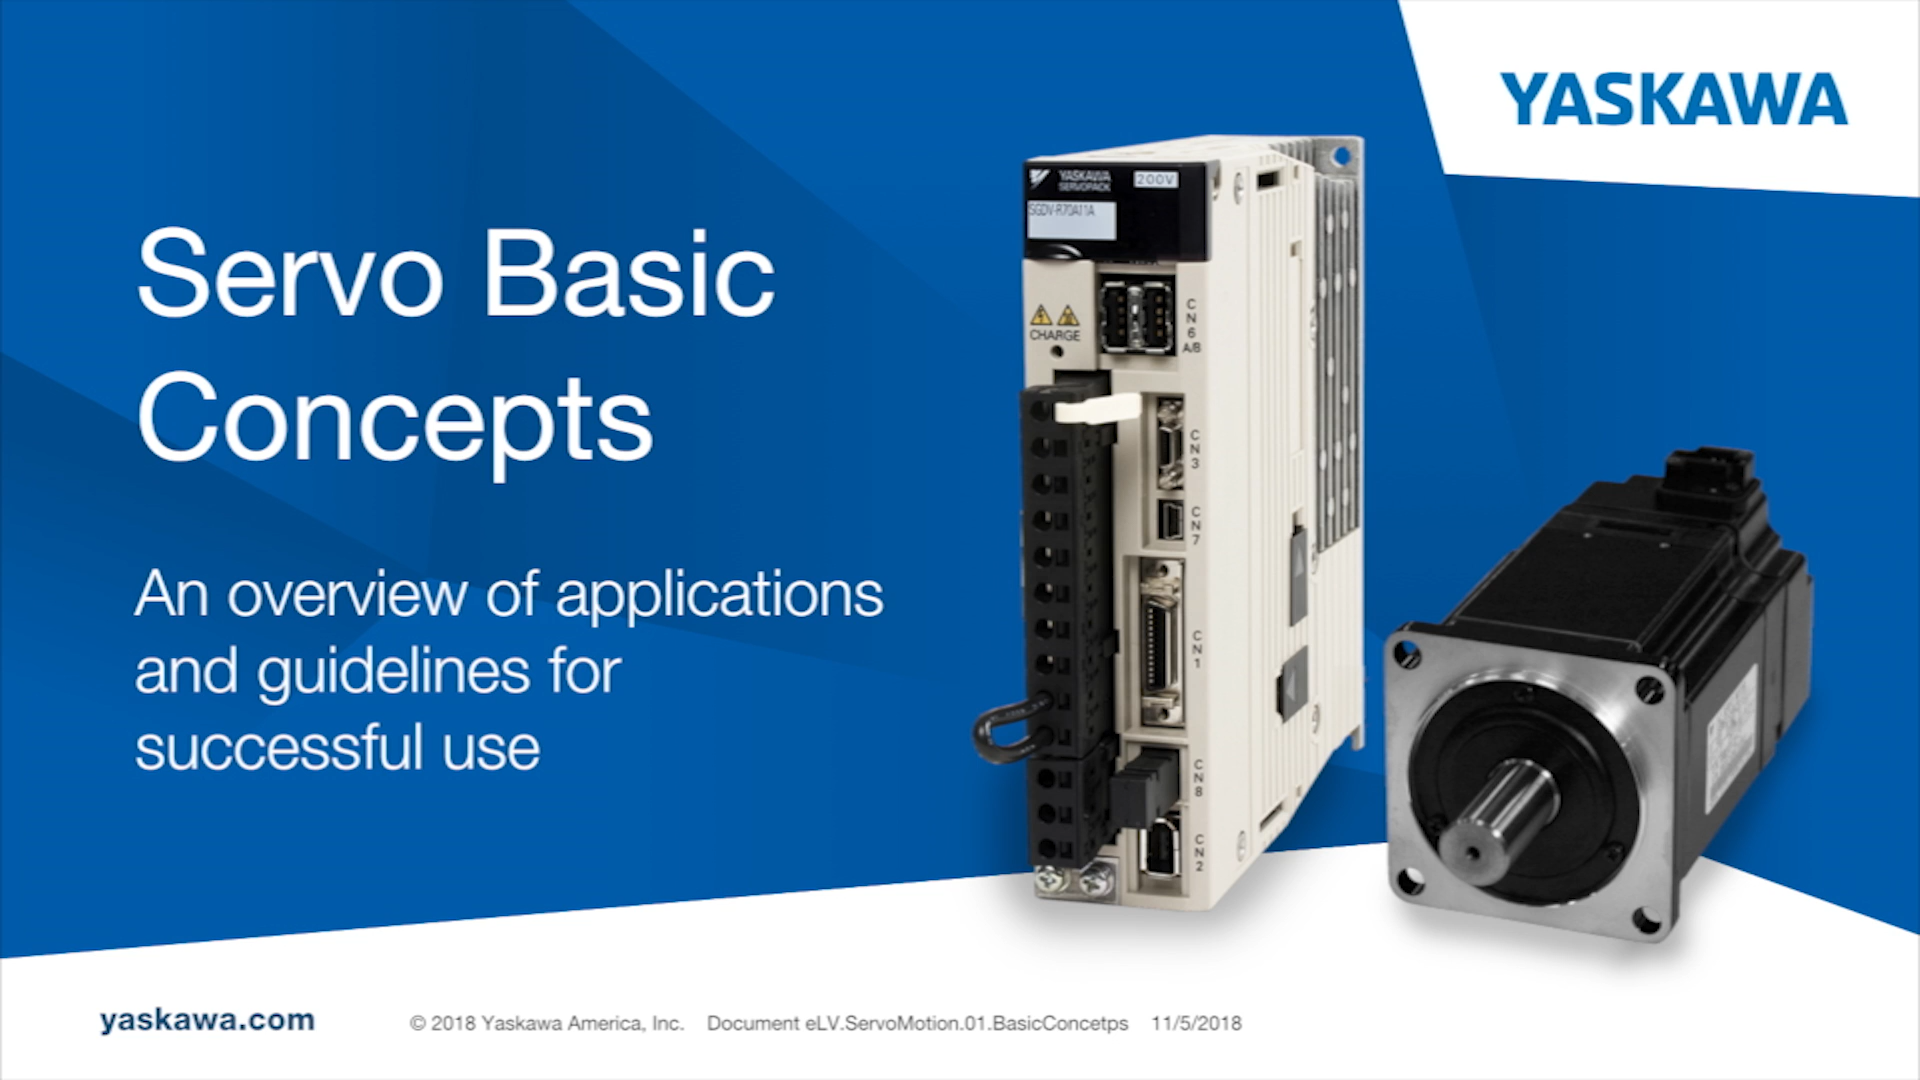 YASKAWA
Servo Basic
Concepts
An overview of applications
and guidelines for
successful use
YASKAWA
SERVOPACK
200V
SGDV-R70A11A
CHARGE
CN6
A/B
CN3
CN7
CN1
CN8
CN2
yaskawa.com
© 2018 Yaskawa America, Inc. Document eLV.ServoMotion.01.BasicConcetps 11/5/2018